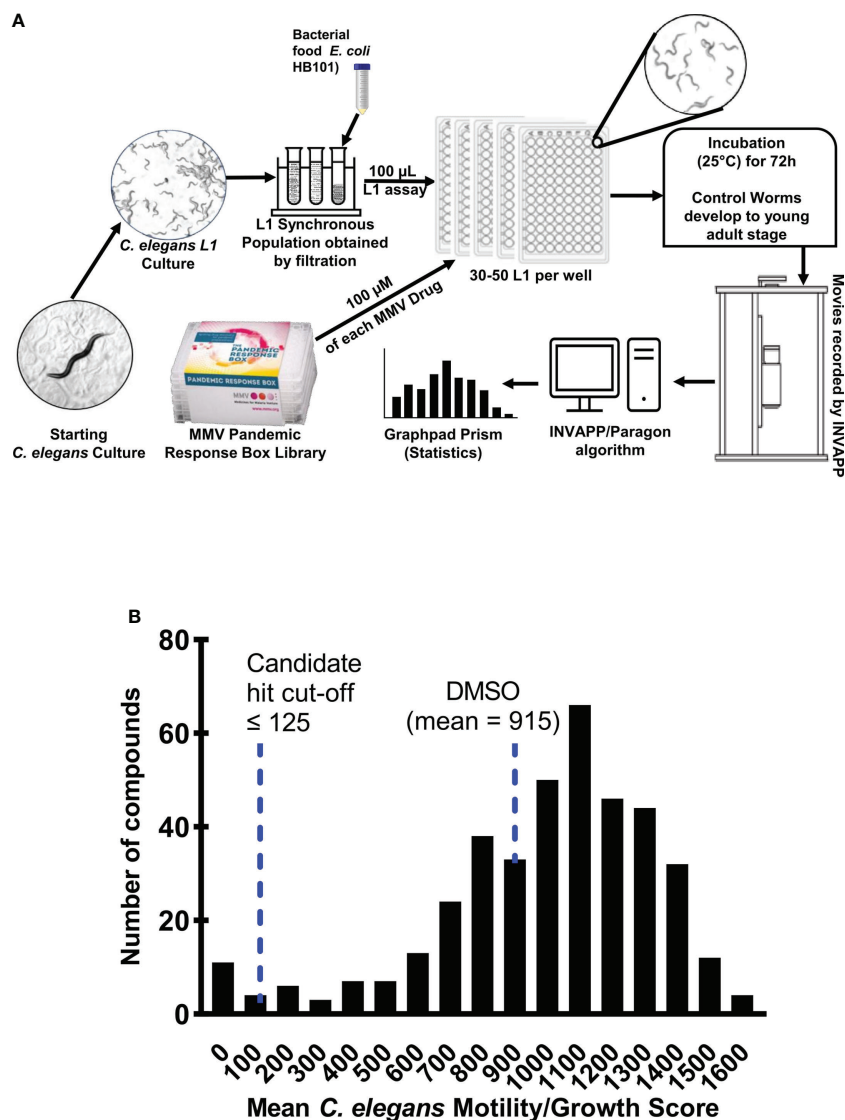 A
Bacterial
food E. coli
HB101)
100 µL
L1 assay
C. elegans L1
Culture
L1 Synchronous
Population obtained
by filtration
30-50 L1 per well
Incubation
(25°C) for 72h
Control Worms
develop to young
adult stage
100 µM
of each MMV Drug
THE
PANDEMIC
RESPONSE
BOX
PANDEMIC RESPONSE BOX
MMV
Starting
C. elegans Culture
MMV Pandemic
Response Box Library
Graphpad Prism
(Statistics)
INVAPP/Paragon
algorithm
Movies recorded by INVAPP
B
80
60
40
20
0
Number of compounds
Candidate
hit cut-off
≤ 125
DMSO
(mean = 915)
0 100 200 300 400 500 600 700 800 900 1000 1100 1200 1300 1400 1500 1600
Mean C. elegans Motility/Growth Score